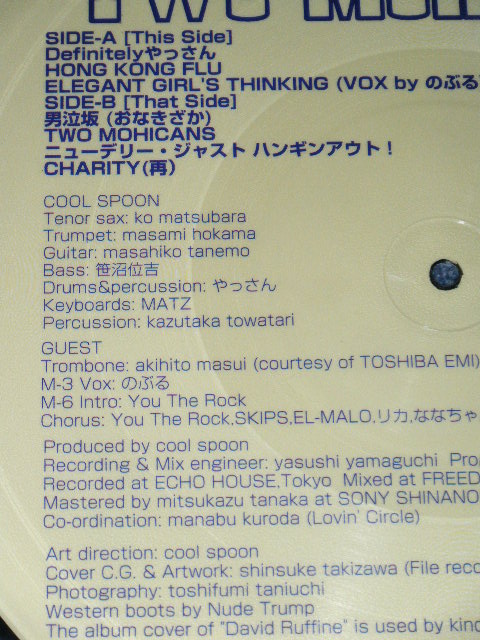 TWO MOHI
SIDE-A [This Side]
Definitelyやっさん
HONG KONG FLU
ELEGANT GIRL'S THINKING (VOX by のぶる
SIDE-B [That Side]
男泣坂 (おなきざか)
TWO MOHICANS
ニューデリー・ジャスト ハンギンアウト！
CHARITY(再)
COOL SPOON
Tenor sax: ko matsubara
Trumpet: masami hokama
Guitar: masahiko tanemo
Bass: 笹沼位吉
Drums&percussion: やっさん
Keyboards: MATZ
Percussion: kazutaka towatari
GUEST
Trombone: akihito masui (courtesy of TOSHIBA EMI)
M-3 Vox: のぶる
M-6 Intro: You The Rock
Chorus: You The Rock,SKIPS,EL-MALO,リカ,ななちゃ
Produced by cool spoon
Recording & Mix engineer: yasushi yamaguchi Pro
Recorded at ECHO HOUSE,Tokyo Mixed at FREED
Mastered by mitsukazu tanaka at SONY SHINANO
Co-ordination: manabu kuroda (Lovin' Circle)
Art direction: cool spoon
Cover C.G. & Artwork: shinsuke takizawa (File reco
Photography: toshifumi taniuchi
Western boots by Nude Trump
The album cover of "David Ruffine" is used by kind